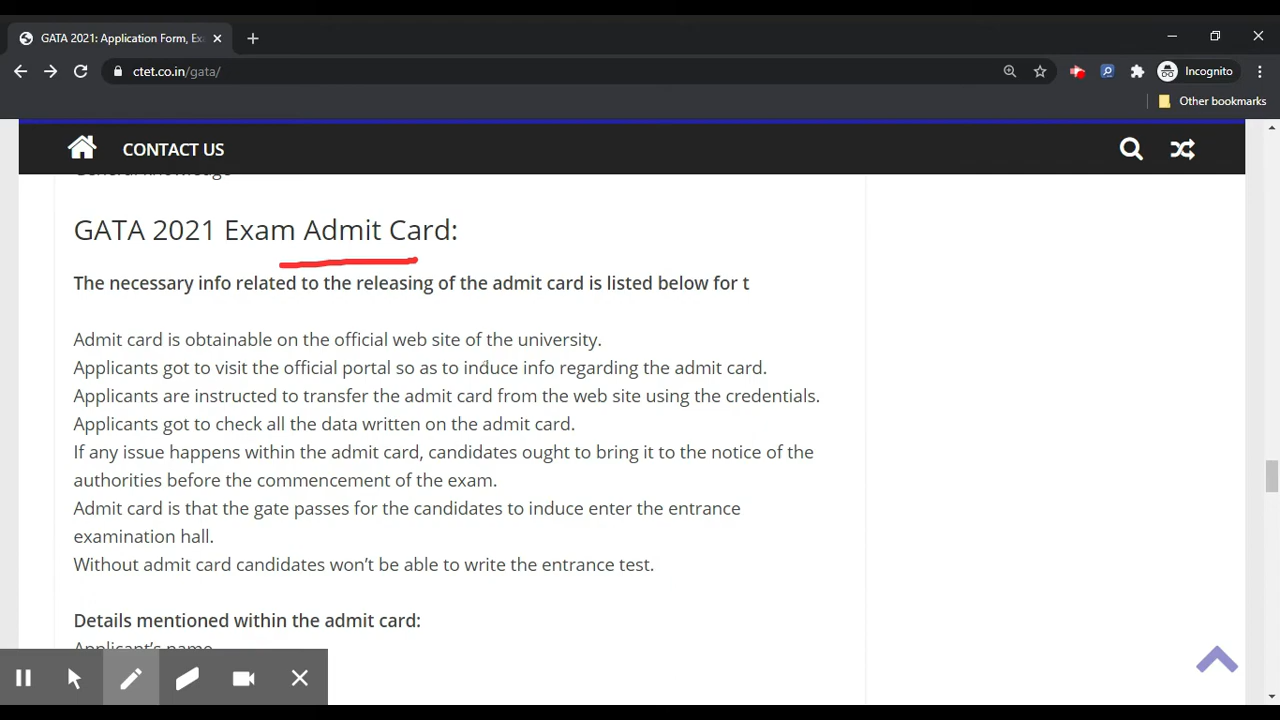 GATA 2021: Application Form, Ex
ctet.co.in/gata/
Incognito
Other bookmarks
CONTACT US
General knowledge
GATA 2021 Exam Admit Card:
The necessary info related to the releasing of the admit card is listed below for t
Admit card is obtainable on the official web site of the university.
Applicants got to visit the official portal so as to induce info regarding the admit card.
Applicants are instructed to transfer the admit card from the web site using the credentials.
Applicants got to check all the data written on the admit card.
If any issue happens within the admit card, candidates ought to bring it to the notice of the
authorities before the commencement of the exam.
Admit card is that the gate passes for the candidates to induce enter the entrance
examination hall.
Without admit card candidates won't be able to write the entrance test.
Details mentioned within the admit card:
Applicant's name